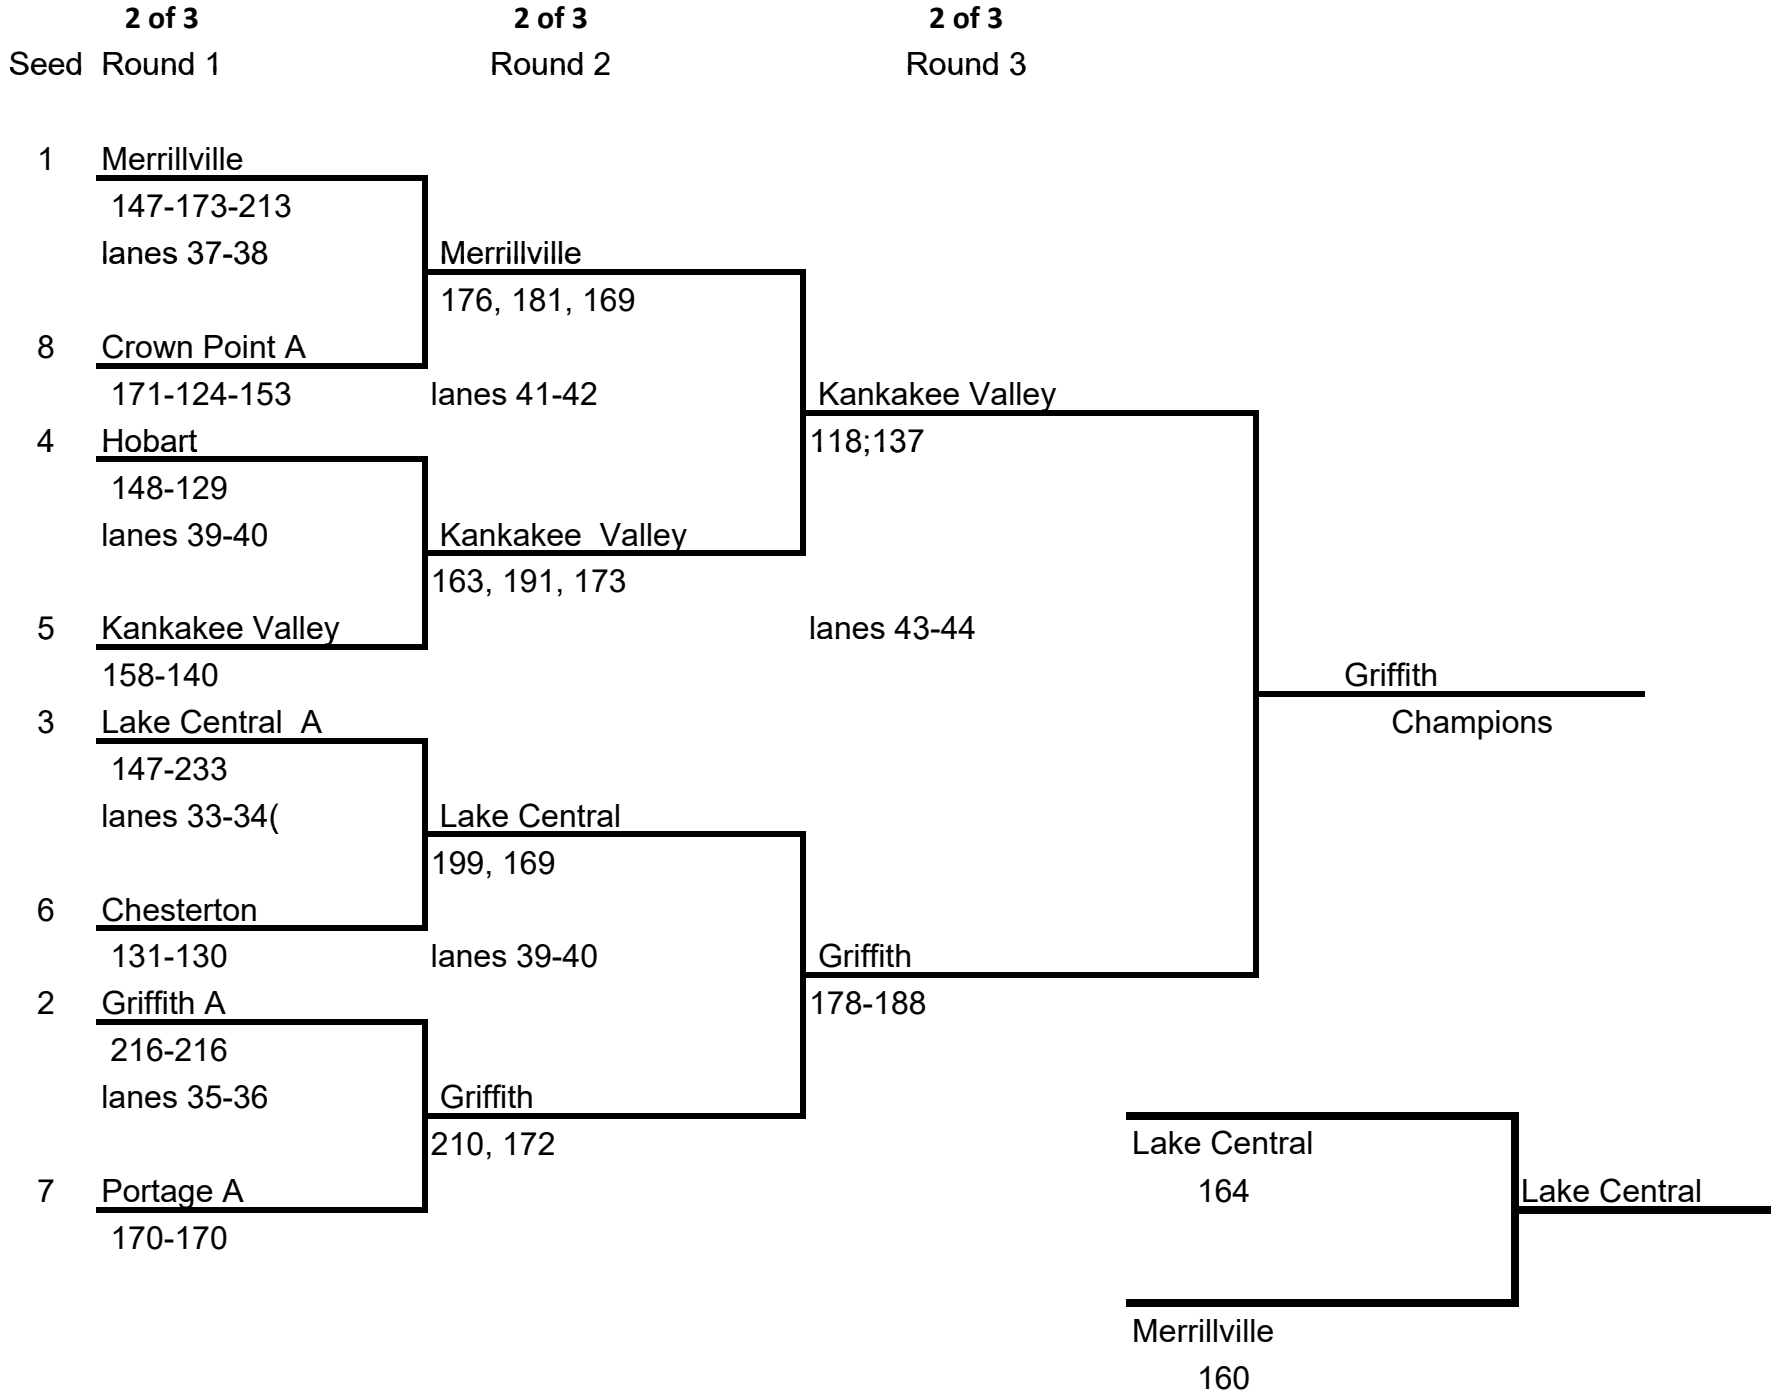 2 of 3 2 of 3 2 of 3
Seed Round 1 Round 2 Round 3
1 Merrillville
147-173-213
lanes 37-38 Merrillville
176, 181, 169
8 Crown Point A
171-124-153 lanes 41-42 Kankakee Valley
4 Hobart 118;137
148-129
lanes 39-40 Kankakee  Valley
163, 191, 173
5 Kankakee Valley lanes 43-44
158-140 Griffith
3 Lake Central  A Champions
147-233
lanes 33-34( Lake Central
199, 169
6 Chesterton
131-130 lanes 39-40 Griffith
2 Griffith A 178-188
216-216
lanes 35-36 Griffith
210, 172 Lake Central
7 Portage A 164 Lake Central
170-170
Merrillville
160